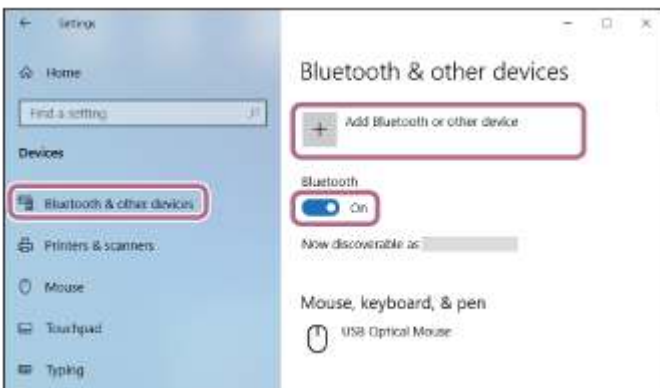 Settings
Home
Find a setting
Devices
Bluetooth & other devices
Printers & scanners
Mouse
Touchpad
Typing
Bluetooth & other devices
Add Bluetooth or other device
Bluetooth
On
Now discoverable as
Mouse, keyboard, & pen
USB Optical Mouse